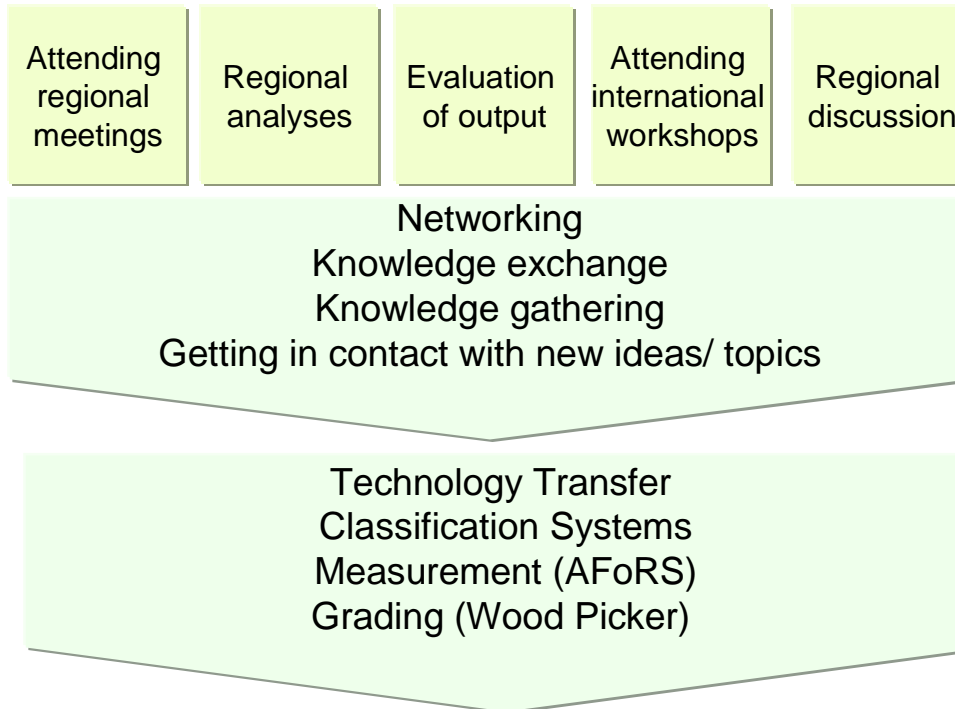 Attending
regional
meetings
Regional
analyses
Evaluation
of output
Attending
international
workshops
Regional
discussion
Networking
Knowledge exchange
Knowledge gathering
Getting in contact with new ideas/ topics
Technology Transfer
Classification Systems
Measurement (AFoRS)
Grading (Wood Picker)